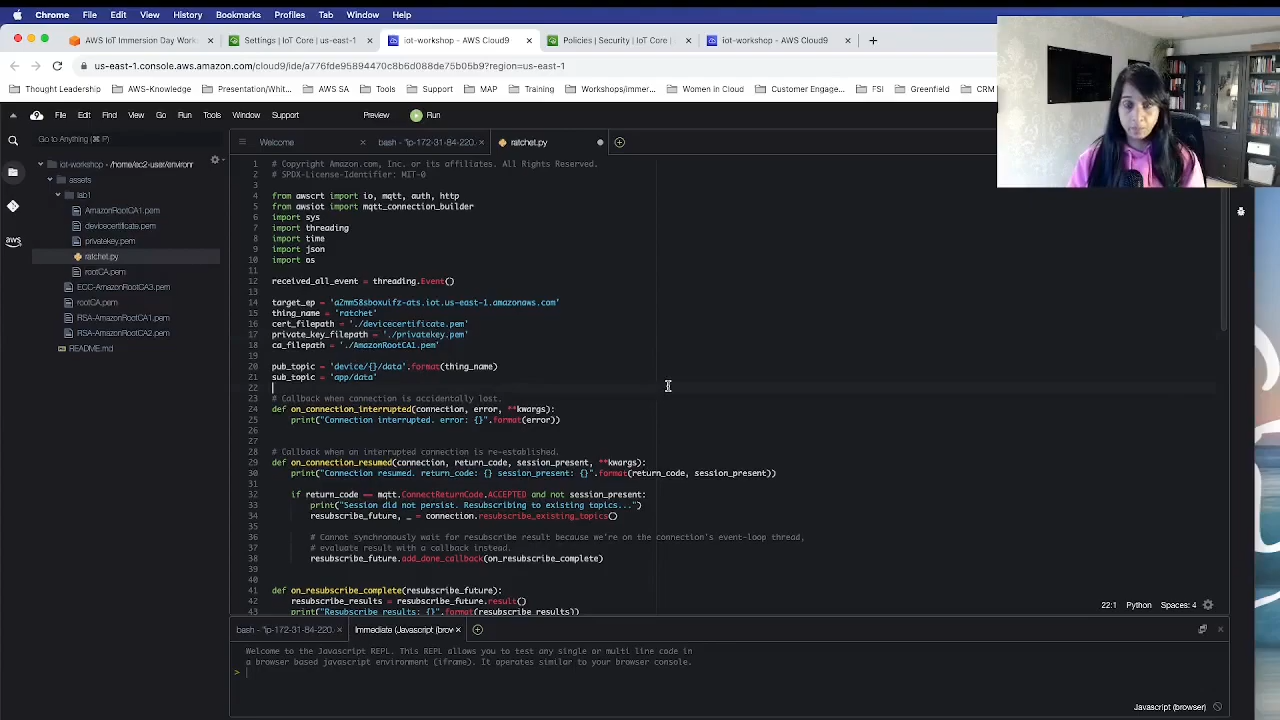 Chrome File Edit View History Bookmarks Profiles Tab Window Help
AWS IoT Immersion Day Work Settings | IoT Core | us-east-1 iot-workshop - AWS Cloud9 Policies | Security | IoT Core | iot-workshop - AWS Cloud9
us-east-1.console.aws.amazon.com/cloud9/ide/a776fde95894470c8b6d088de75b05b9?region=us-east-1
Thought Leadership AWS-Knowledge Presentation/Whit... AWS SA Tools Support MAP Training Workshops/Imme... Women in Cloud Customer Engage... FSI Greenfield CRM
File Edit Find View Go Run Tools Window Support Preview Run
Go to Anything (⌘ P)
Welcome bash - "ip-172-31-84-220. ratchet.py
iot-workshop - /home/ec2-user/environr
assets
lab1
AmazonRootCA1.pem
devicecertificate.pem
privatekey.pem
ratchet.py
rootCA.pem
ECC-AmazonRootCA3.pem
rootCA.pem
RSA-AmazonRootCA1.pem
RSA-AmazonRootCA2.pem
README.md
aws
1 # Copyright Amazon.com, Inc. or its affiliates. All Rights Reserved.
2 # SPDX-License-Identifier: MIT-0
3
4 from awscrt import io, mqtt, auth, http
5 from awsiot import mqtt_connection_builder
6 import sys
7 import threading
8 import time
9 import json
10 import os
11
12 received_all_event = threading.Event()
13
14 target_ep = 'a2mm58sboxuifz-ats.iot.us-east-1.amazonaws.com'
15 thing_name = 'ratchet'
16 cert_filepath = './devicecertificate.pem'
17 private_key_filepath = './privatekey.pem'
18 ca_filepath = './AmazonRootCA1.pem'
19
20 pub_topic = 'device/{}/data'.format(thing_name)
21 sub_topic = 'app/data'
22
23 # Callback when connection is accidentally lost.
24 def on_connection_interrupted(connection, error, **kwargs):
25 print("Connection interrupted. error: {}".format(error))
26
27
28 # Callback when an interrupted connection is re-established.
29 def on_connection_resumed(connection, return_code, session_present, **kwargs):
30 print("Connection resumed. return_code: {} session_present: {}".format(return_code, session_present))
31
32 if return_code == mqtt.ConnectReturnCode.ACCEPTED and not session_present:
33 print("Session did not persist. Resubscribing to existing topics...")
34 resubscribe_future, _ = connection.resubscribe_existing_topics()
35
36 # Cannot synchronously wait for resubscribe result because we're on the connection's event-loop thread,
37 # evaluate result with a callback instead.
38 resubscribe_future.add_done_callback(on_resubscribe_complete)
39
40
41 def on_resubscribe_complete(resubscribe_future):
42 resubscribe_results = resubscribe_future.result()
43 print("Resubscribe results: {}".format(resubscribe_results))
22:1 Python Spaces: 4
bash - "ip-172-31-84-220. Immediate (Javascript (brow
Welcome to the Javascript REPL. This REPL allows you to test any single or multi line code in
a browser based javascript environment (iframe). It operates similar to your browser console.
>
Javascript (browser)